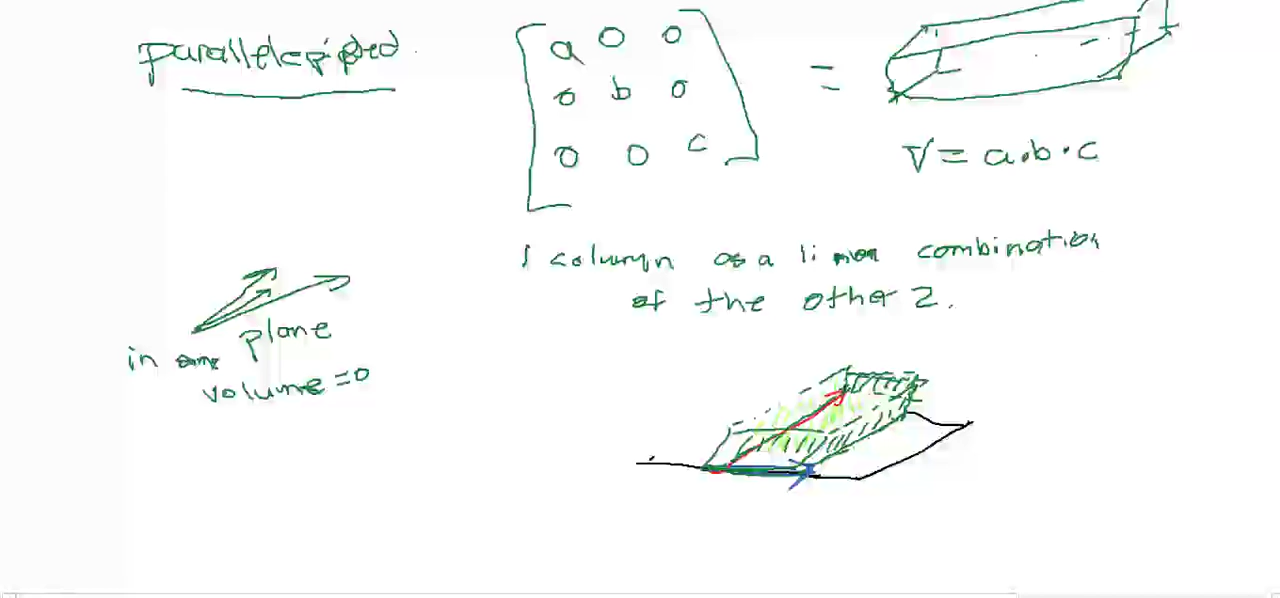 parallelepiped
a 0 0
0 b 0
0 0 c
=
V = a.b.c
1 column as a linear combination
of the other 2.
in one plane
volume = 0